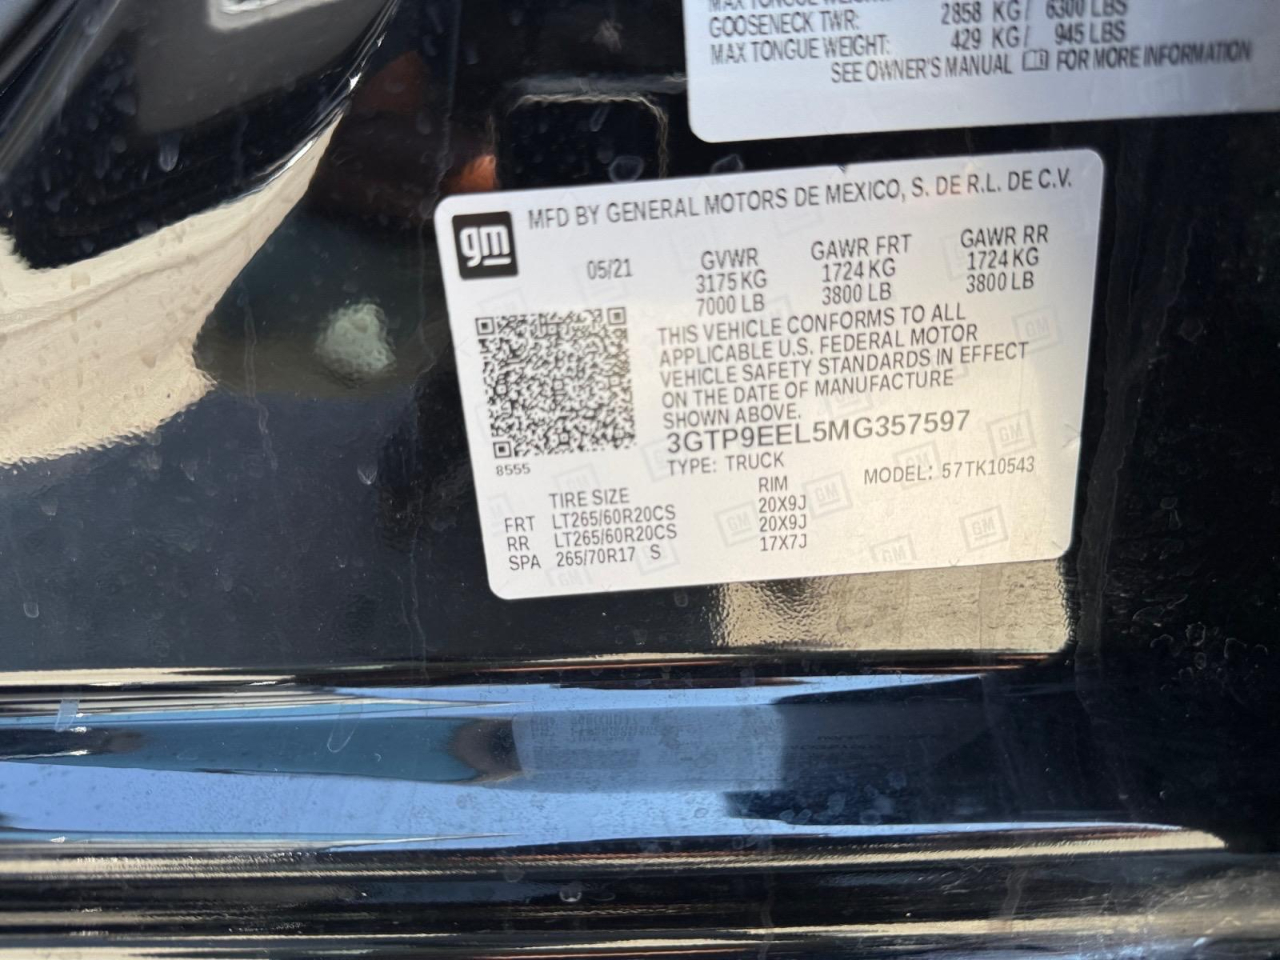 MAX TONGUE WEIGHT:
GOOSENECK TWR: 2858 KG/ 6300 LBS
MAX TONGUE WEIGHT: 429 KG/ 945 LBS
SEE OWNER'S MANUAL FOR MORE INFORMATION
gm MFD BY GENERAL MOTORS DE MEXICO, S. DE R.L. DE C.V.
05/21 GVWR GAWR FRT GAWR RR
3175 KG 1724 KG 1724 KG
7000 LB 3800 LB 3800 LB
THIS VEHICLE CONFORMS TO ALL
APPLICABLE U.S. FEDERAL MOTOR
VEHICLE SAFETY STANDARDS IN EFFECT
ON THE DATE OF MANUFACTURE
SHOWN ABOVE.
3GTP9EEL5MG357597
8555 TYPE: TRUCK MODEL: 57TK10543
TIRE SIZE RIM
FRT LT265/60R20CS 20X9J
RR LT265/60R20CS 20X9J
SPA 265/70R17 S 17X7J